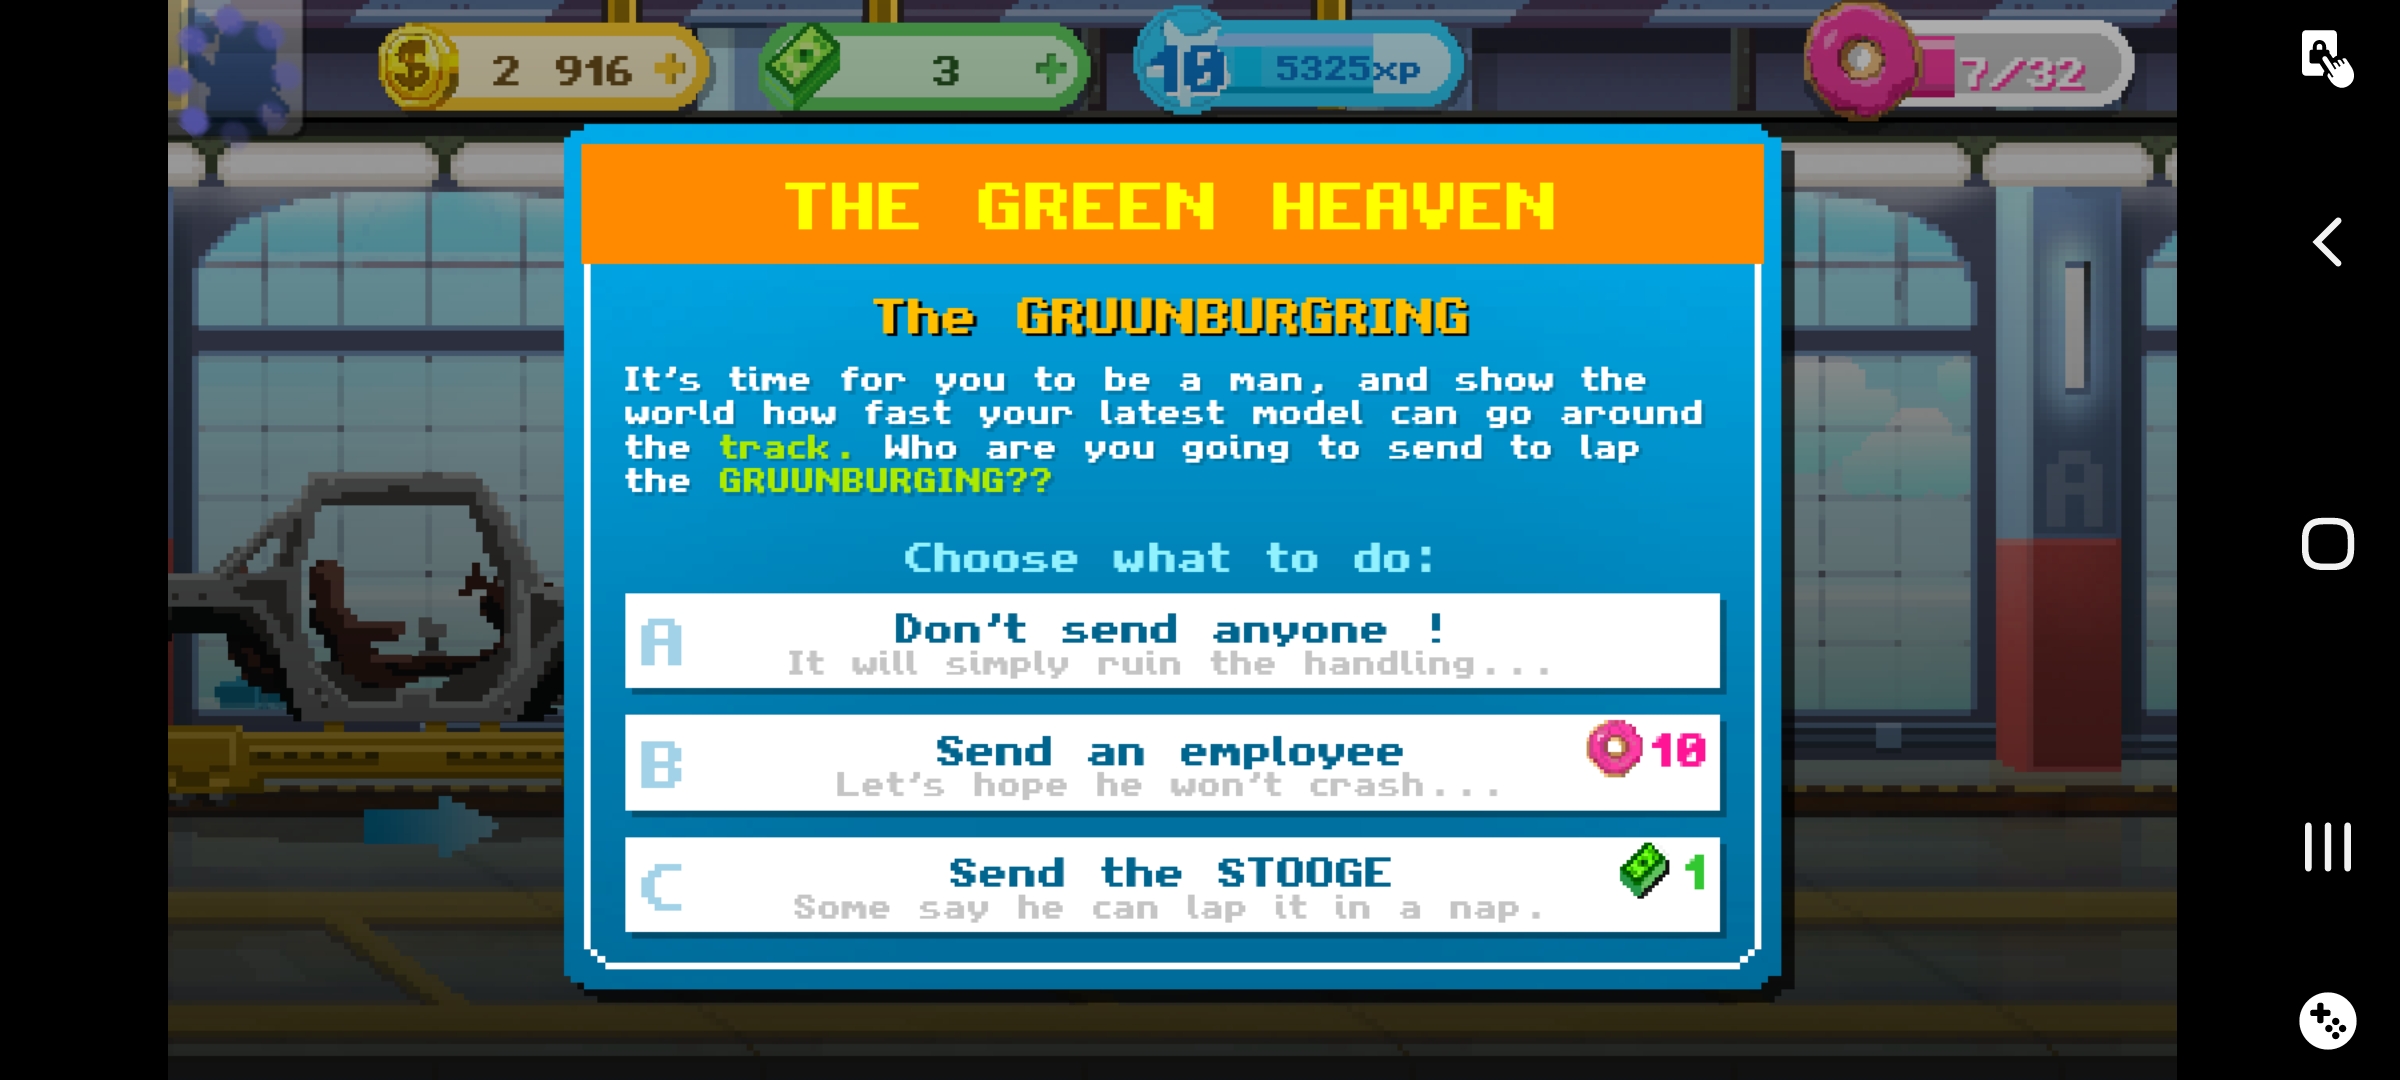 2 916 +
3 +
10 5325xp
7/32
THE GREEN HEAVEN
The GRUUNBURGRING
It's time for you to be a man, and show the
world how fast your latest model can go around
the track. Who are you going to send to lap
the GRUUNBURGING??
Choose what to do:
A Don't send anyone !
It will simply ruin the handling...
B Send an employee 10
Let's hope he won't crash...
C Send the STOOGE 1
Some say he can lap it in a nap.
A